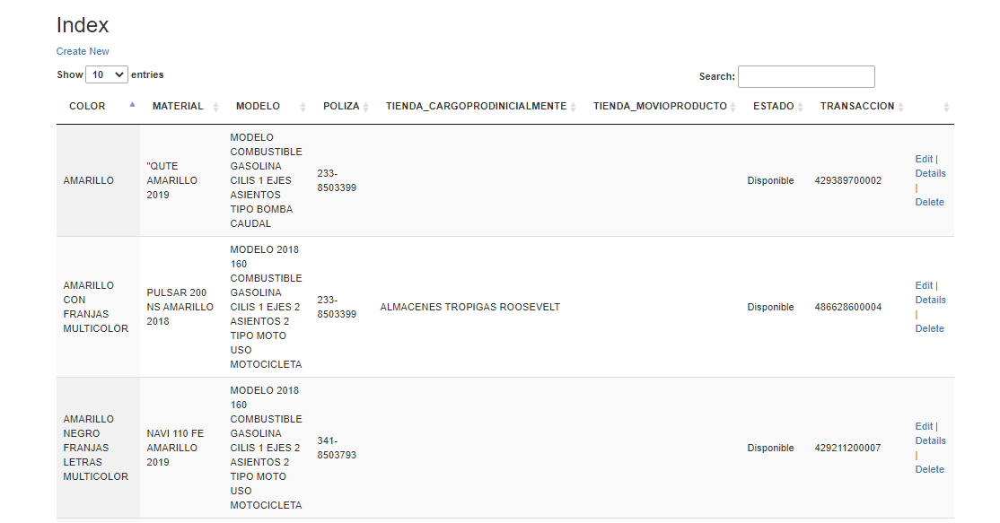 Index
Create New
Show 10 entries
Search:
COLOR MATERIAL MODELO POLIZA TIENDA_CARGOPRODINICIALMENTE TIENDA_MOVIOPRODUCTO ESTADO TRANSACCION
AMARILLO
"QUTE
AMARILLO
2019
MODELO
COMBUSTIBLE
GASOLINA
CILIS 1 EJES
ASIENTOS
TIPO BOMBA
CAUDAL
233-
8503399
Disponible
429389700002
Edit |
Details
|
Delete
AMARILLO
CON
FRANJAS
MULTICOLOR
PULSAR 200
NS AMARILLO
2018
MODELO 2018
160
COMBUSTIBLE
GASOLINA
CILIS 1 EJES 2
ASIENTOS 2
TIPO MOTO
USO
MOTOCICLETA
233-
8503399
ALMACENES TROPIGAS ROOSEVELT
Disponible
486628600004
Edit |
Details
|
Delete
AMARILLO
NEGRO
FRANJAS
LETRAS
MULTICOLOR
NAVI 110 FE
AMARILLO
2019
MODELO 2018
160
COMBUSTIBLE
GASOLINA
CILIS 1 EJES 2
ASIENTOS 2
TIPO MOTO
USO
MOTOCICLETA
341-
8503793
Disponible
429211200007
Edit |
Details
|
Delete